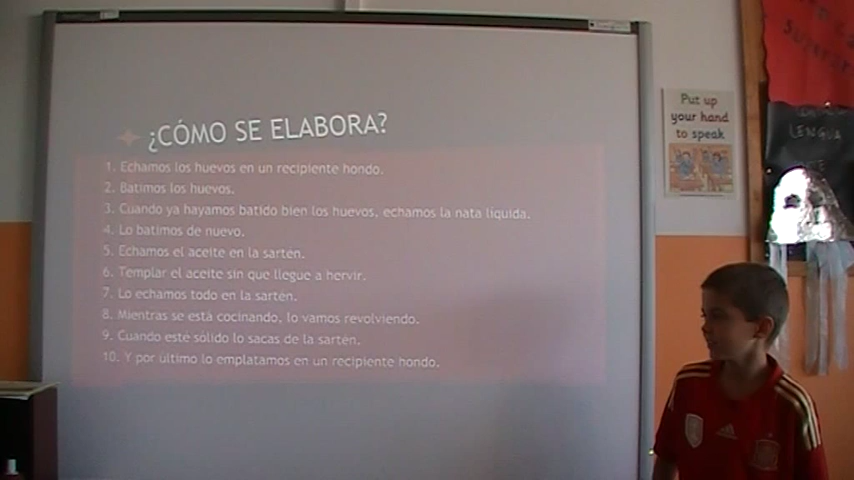 ¿CÓMO SE ELABORA?
1. Echamos los huevos en un recipiente hondo.
2. Batimos los huevos.
3. Cuando ya hayamos batido bien los huevos, echamos la nata líquida.
4. Lo batimos de nuevo.
5. Echamos el aceite en la sartén.
6. Templar el aceite sin que llegue a hervir.
7. Lo echamos todo en la sartén.
8. Mientras se está cocinando, lo vamos revolviendo.
9. Cuando esté sólido lo sacas de la sartén.
10. Y por último lo emplatamos en un recipiente hondo.
Put up
your hand
to speak
LENGUA